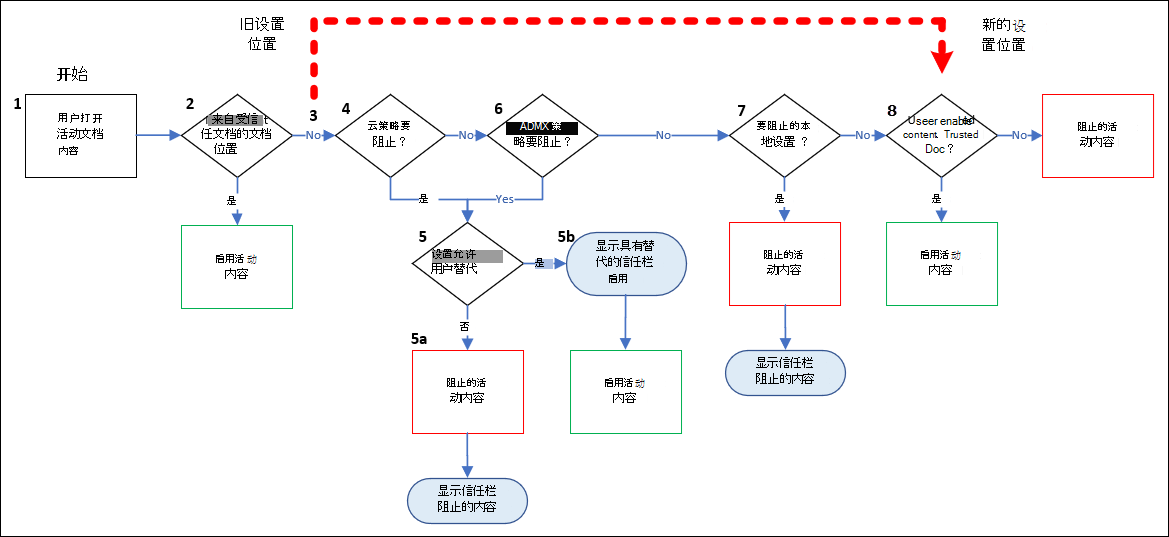 旧设置
位置
新的设
置位置
开始
1
用户打开
活动文档
内容
2
来自受信
任文档的文档
位置
3
No
4
云策略要
阻止？
No
6
ADMX 策
略要阻止？
No
7
要阻止的本
地设置 ？
No
8
Useer enabled
content Trusted
Doc？
No
阻止的活
动内容
是
启用活动
内容
是
Yes
5
设置允许
用户替代
是
5b
显示具有替
代的信任栏
启用
启用活动
内容
否
5a
阻止的活
动内容
显示信任栏
阻止的内容
是
阻止的活
动内容
显示信任栏
阻止的内容
是
启用活动
内容